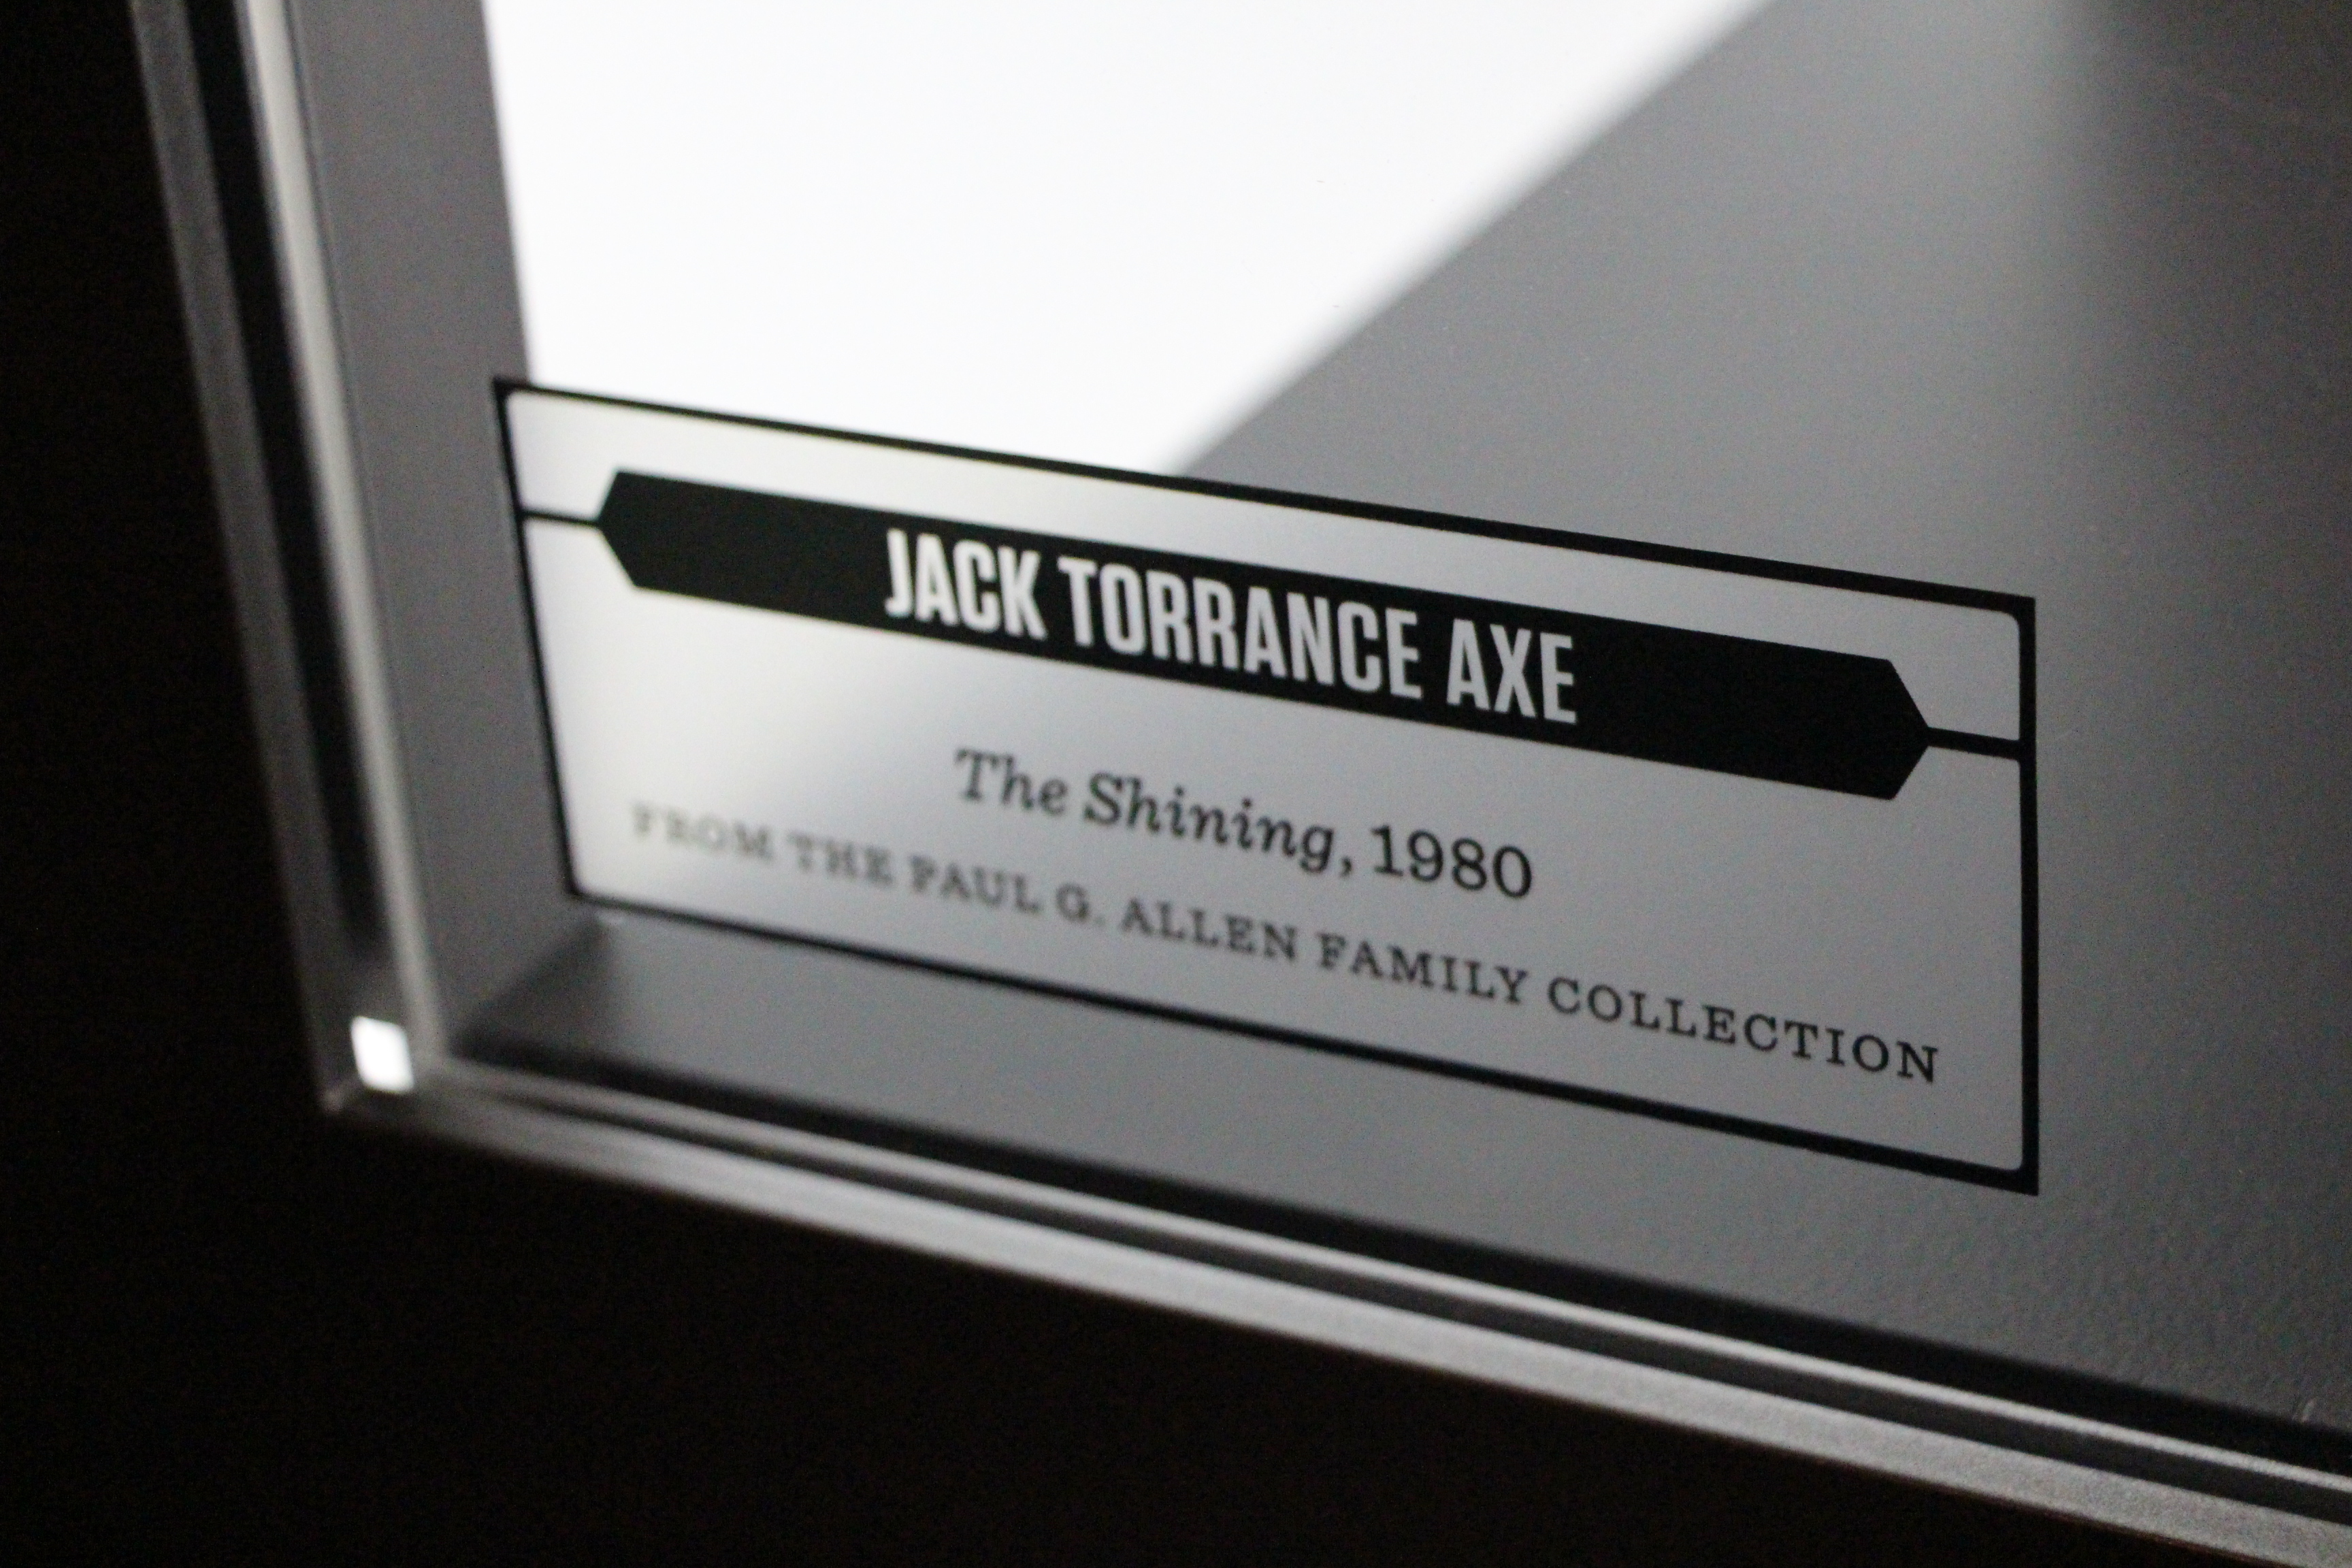 JACK TORRANCE AXE
The Shining, 1980
FROM THE PAUL G. ALLEN FAMILY COLLECTION